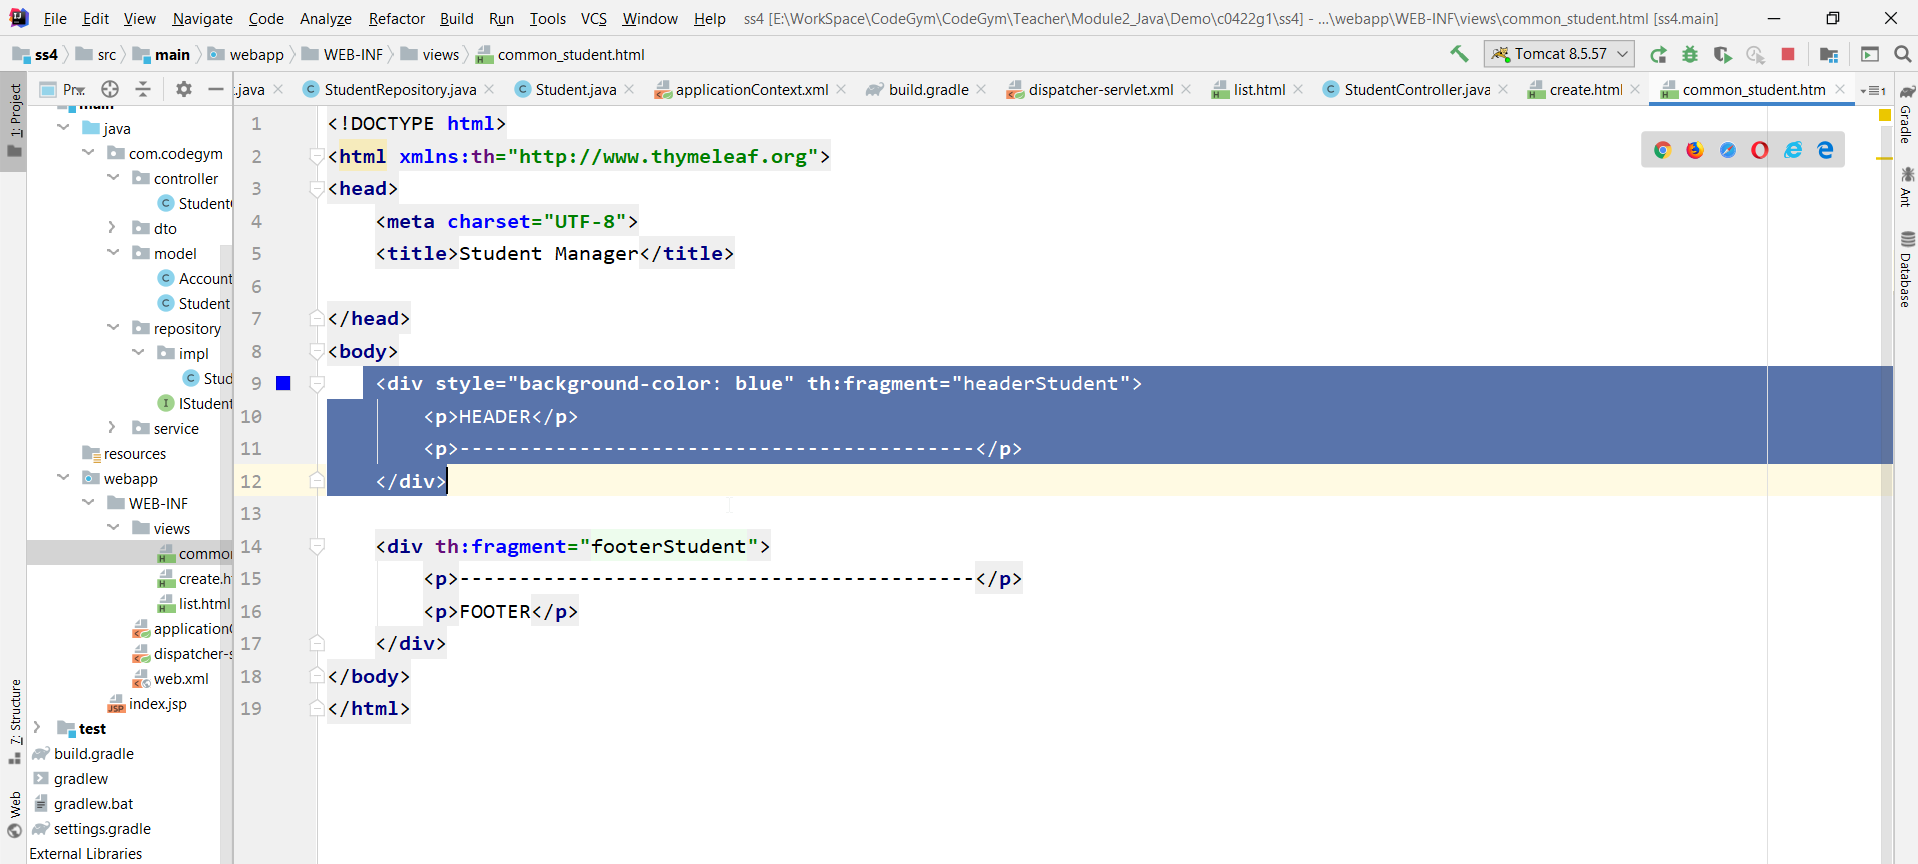 File Edit View Navigate Code Analyze Refactor Build Run Tools VCS Window Help ss4 [E:\WorkSpace\CodeGym\CodeGym\Teacher\Module2_Java\Demo\c0422g1\ss4] - ...\webapp\WEB-INF\views\common_student.html [ss4.main]
ss4 src main webapp WEB-INF views common_student.html Tomcat 8.5.57
Pr.. .java StudentRepository.java Student.java applicationContext.xml build.gradle dispatcher-servlet.xml list.html StudentController.java create.html common_student.htm 1
1: Project
7: Structure
Web
main
java
com.codegym
controller
Student
dto
model
Account
Student
repository
impl
Stud
IStudent
service
resources
webapp
WEB-INF
views
commo
create.h
list.html
application
dispatcher-s
web.xml
index.jsp
test
build.gradle
gradlew
gradlew.bat
settings.gradle
External Libraries
1 <!DOCTYPE html>
2 <html xmlns:th="http://www.thymeleaf.org">
3 <head>
4 <meta charset="UTF-8">
5 <title>Student Manager</title>
6
7 </head>
8 <body>
9 <div style="background-color: blue" th:fragment="headerStudent">
10 <p>HEADER</p>
11 <p>-------------------------------------------</p>
12 </div>
13
14 <div th:fragment="footerStudent">
15 <p>-------------------------------------------</p>
16 <p>FOOTER</p>
17 </div>
18 </body>
19 </html>
Gradle
Ant
Database